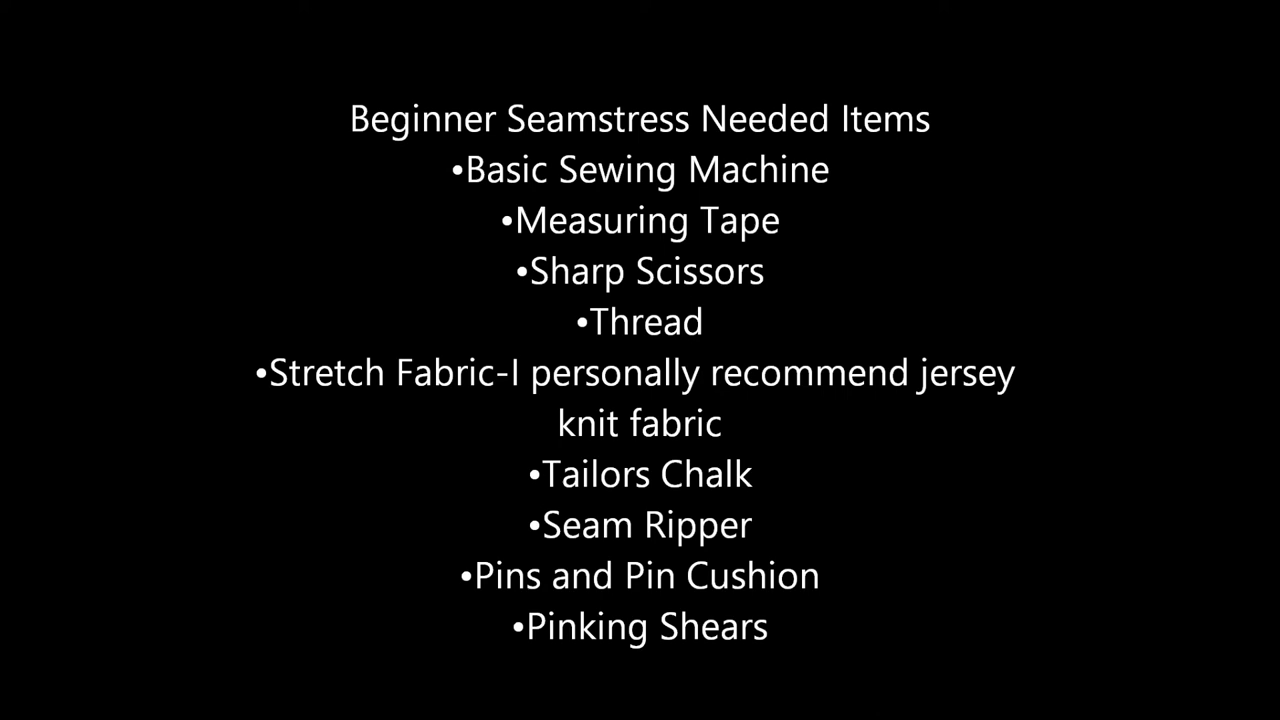 Beginner Seamstress Needed Items
•Basic Sewing Machine
•Measuring Tape
•Sharp Scissors
•Thread
•Stretch Fabric-I personally recommend jersey
knit fabric
•Tailors Chalk
•Seam Ripper
•Pins and Pin Cushion
•Pinking Shears